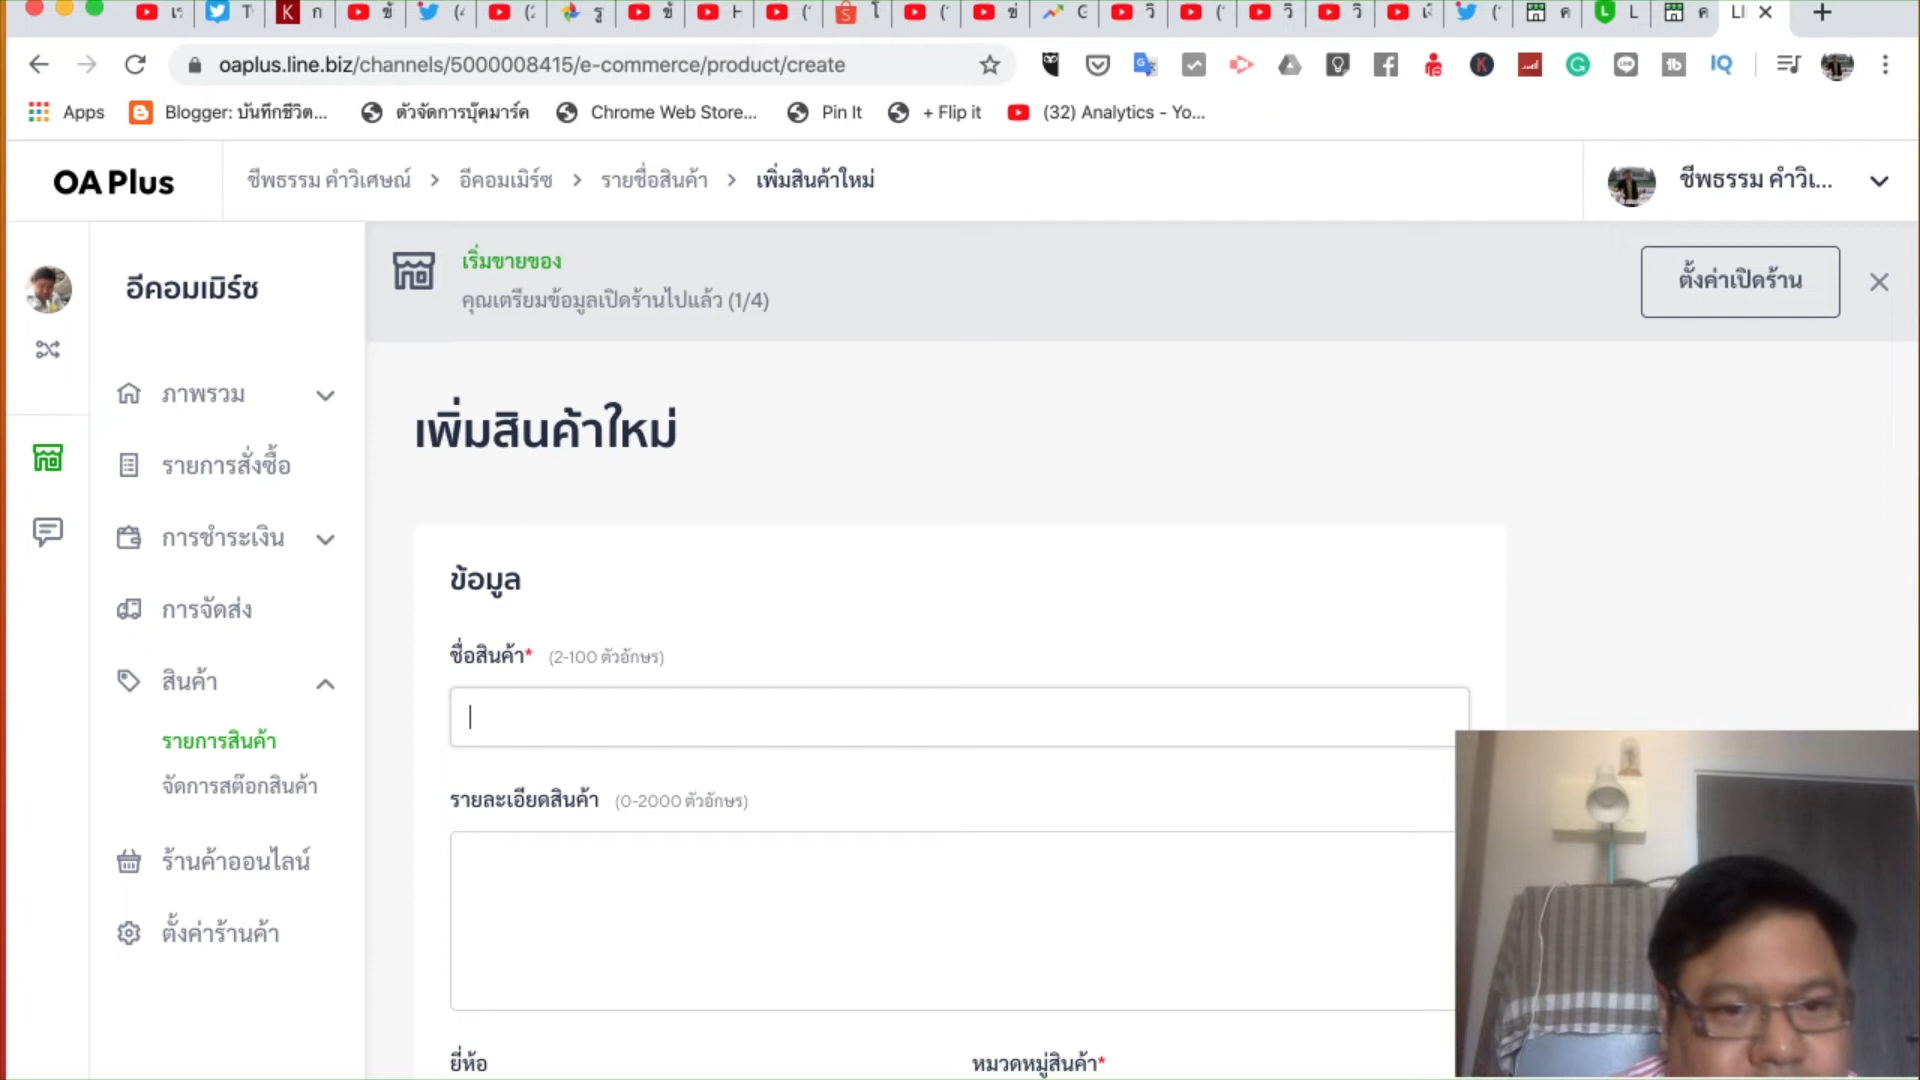 oaplus.line.biz/channels/5000008415/e-commerce/product/create
Apps
Blogger: บันทึกชีวิต...
ตัวจัดการบุ๊คมาร์ค
Chrome Web Store...
Pin It
+ Flip it
(32) Analytics - Yo...
OA Plus
ชีพธรรม คำวิเศษณ์ > อีคอมเมิร์ซ > รายชื่อสินค้า > เพิ่มสินค้าใหม่
ชีพธรรม คำวิเ...
อีคอมเมิร์ซ
ภาพรวม
รายการสั่งซื้อ
การชำระเงิน
การจัดส่ง
สินค้า
รายการสินค้า
จัดการสต๊อกสินค้า
ร้านค้าออนไลน์
ตั้งค่าร้านค้า
เริ่มขายของ
คุณเตรียมข้อมูลเปิดร้านไปแล้ว (1/4)
ตั้งค่าเปิดร้าน
เพิ่มสินค้าใหม่
ข้อมูล
ชื่อสินค้า* (2-100 ตัวอักษร)
รายละเอียดสินค้า (0-2000 ตัวอักษร)
ยี่ห้อ
หมวดหมู่สินค้า*